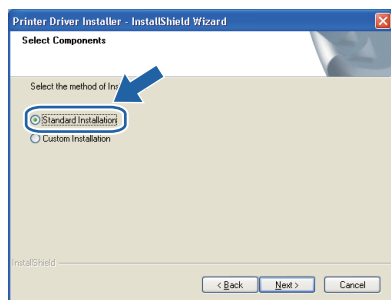 Printer Driver Installer - InstallShield Wizard
Select Components
Select the method of
Standard Installation
Custom Installation
InstallShield
< Back Next > Cancel